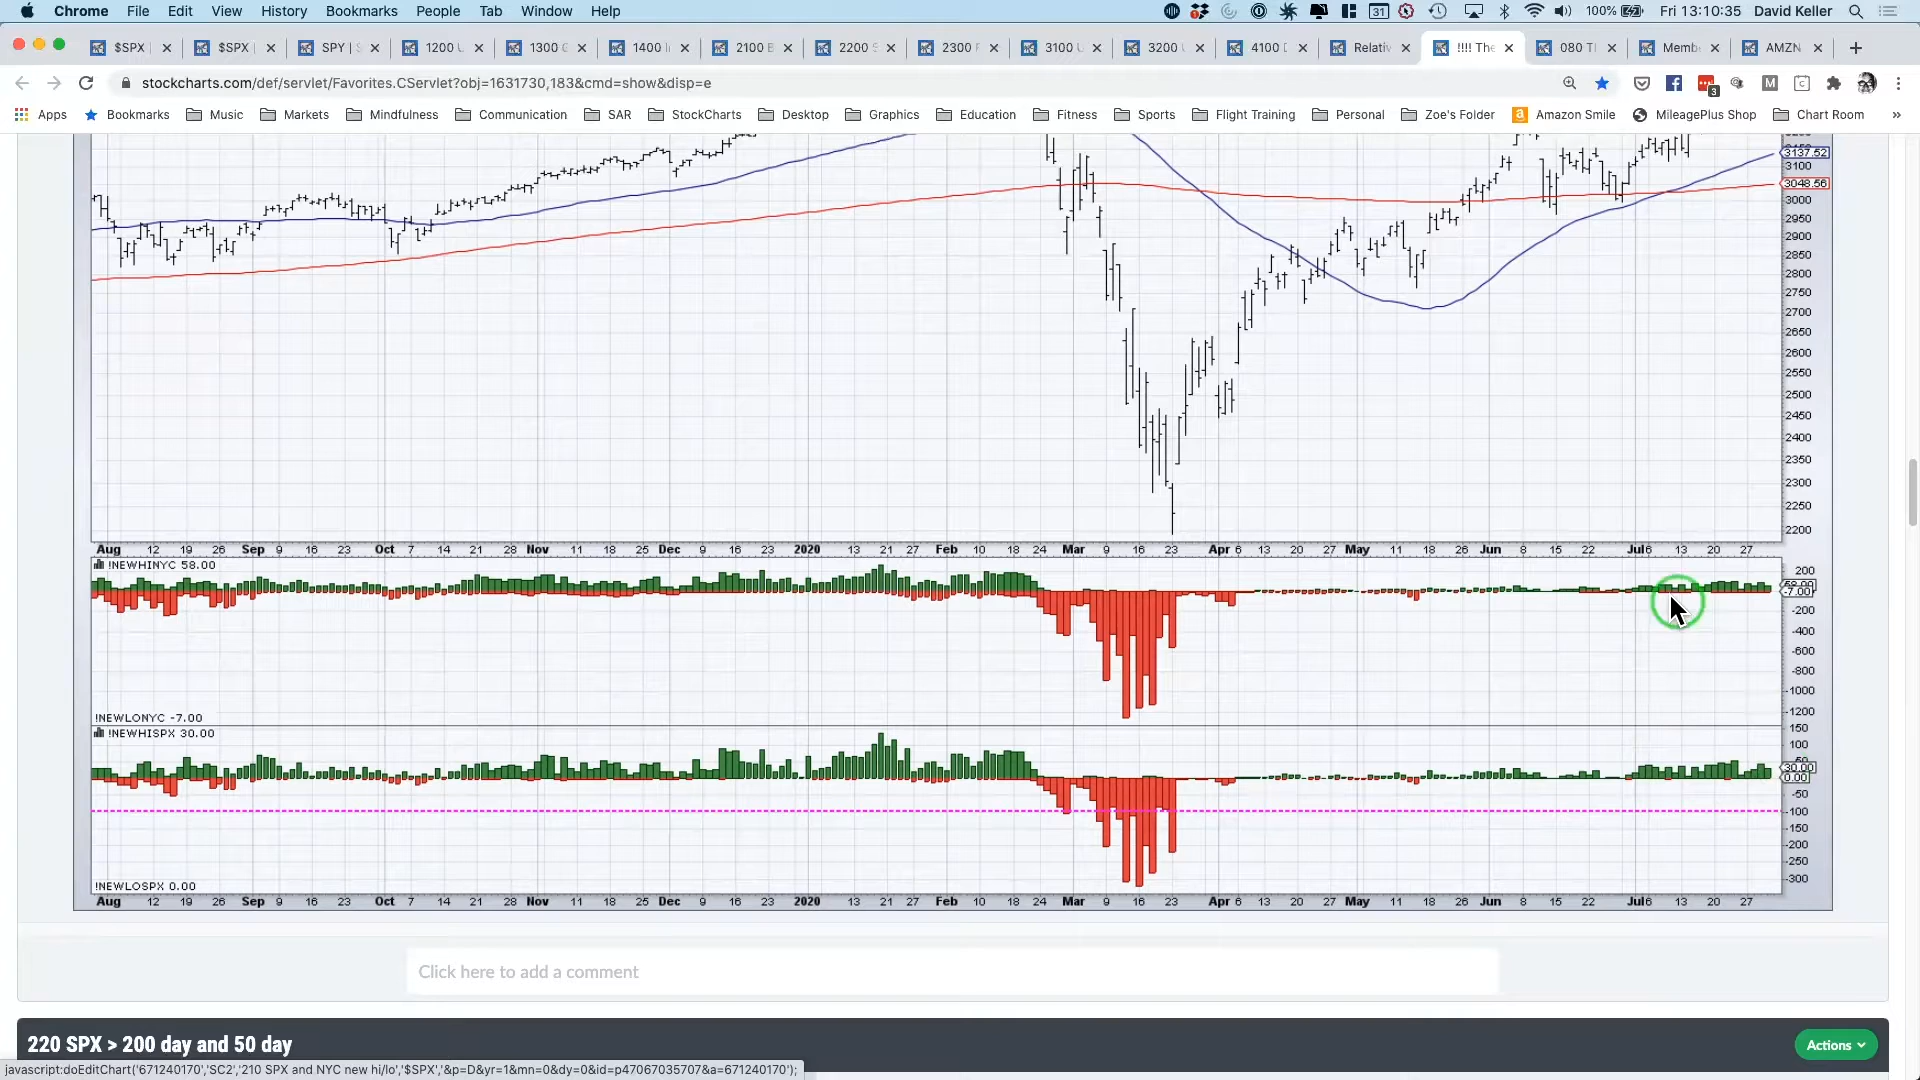 Chrome File Edit View History Bookmarks People Tab Window Help 31 100% Fri 13:10:35 David Keller
$SPX $SPX SPY | 1200 1300 1400 2100 2200 2300 3100 3200 4100 Relativ !!!! The 080 Memb AMZN
stockcharts.com/def/servlet/Favorites.CServlet?obj=1631730,183&cmd=show&disp=e 3
Apps Bookmarks Music Markets Mindfulness Communication SAR StockCharts Desktop Graphics Education Fitness Sports Flight Training Personal Zoe's Folder Amazon Smile MileagePlus Shop Chart Room »
3137.52
3100
3048.56
3000
2950
2900
2850
2800
2750
2700
2650
2600
2550
2500
2450
2400
2350
2300
2250
2200
Aug 12 19 26 Sep 9 16 23 Oct 7 14 21 28 Nov 11 18 25 Dec 9 16 23 2020 13 21 27 Feb 10 18 24 Mar 9 16 23 Apr 6 13 20 27 May 11 18 26 Jun 8 15 22 Jul 6 13 20 27
!NEWHINYC 58.00
200
58.00
-7.00
-200
-400
-600
-800
-1000
-1200
!NEWLONYC -7.00
!NEWHISPX 30.00
150
100
30.00
0.00
-50
-100
-150
-200
-250
-300
!NEWLOSPX 0.00
Aug 12 19 26 Sep 9 16 23 Oct 7 14 21 28 Nov 11 18 25 Dec 9 16 23 2020 13 21 27 Feb 10 18 24 Mar 9 16 23 Apr 6 13 20 27 May 11 18 26 Jun 8 15 22 Jul 6 13 20 27
Click here to add a comment
220 SPX > 200 day and 50 day
Actions
javascript:doEditChart('671240170','SC2','210 SPX and NYC new hi/lo','$SPX','&p=D&yr=1&mn=0&dy=0&id=p47067035707&a=671240170');